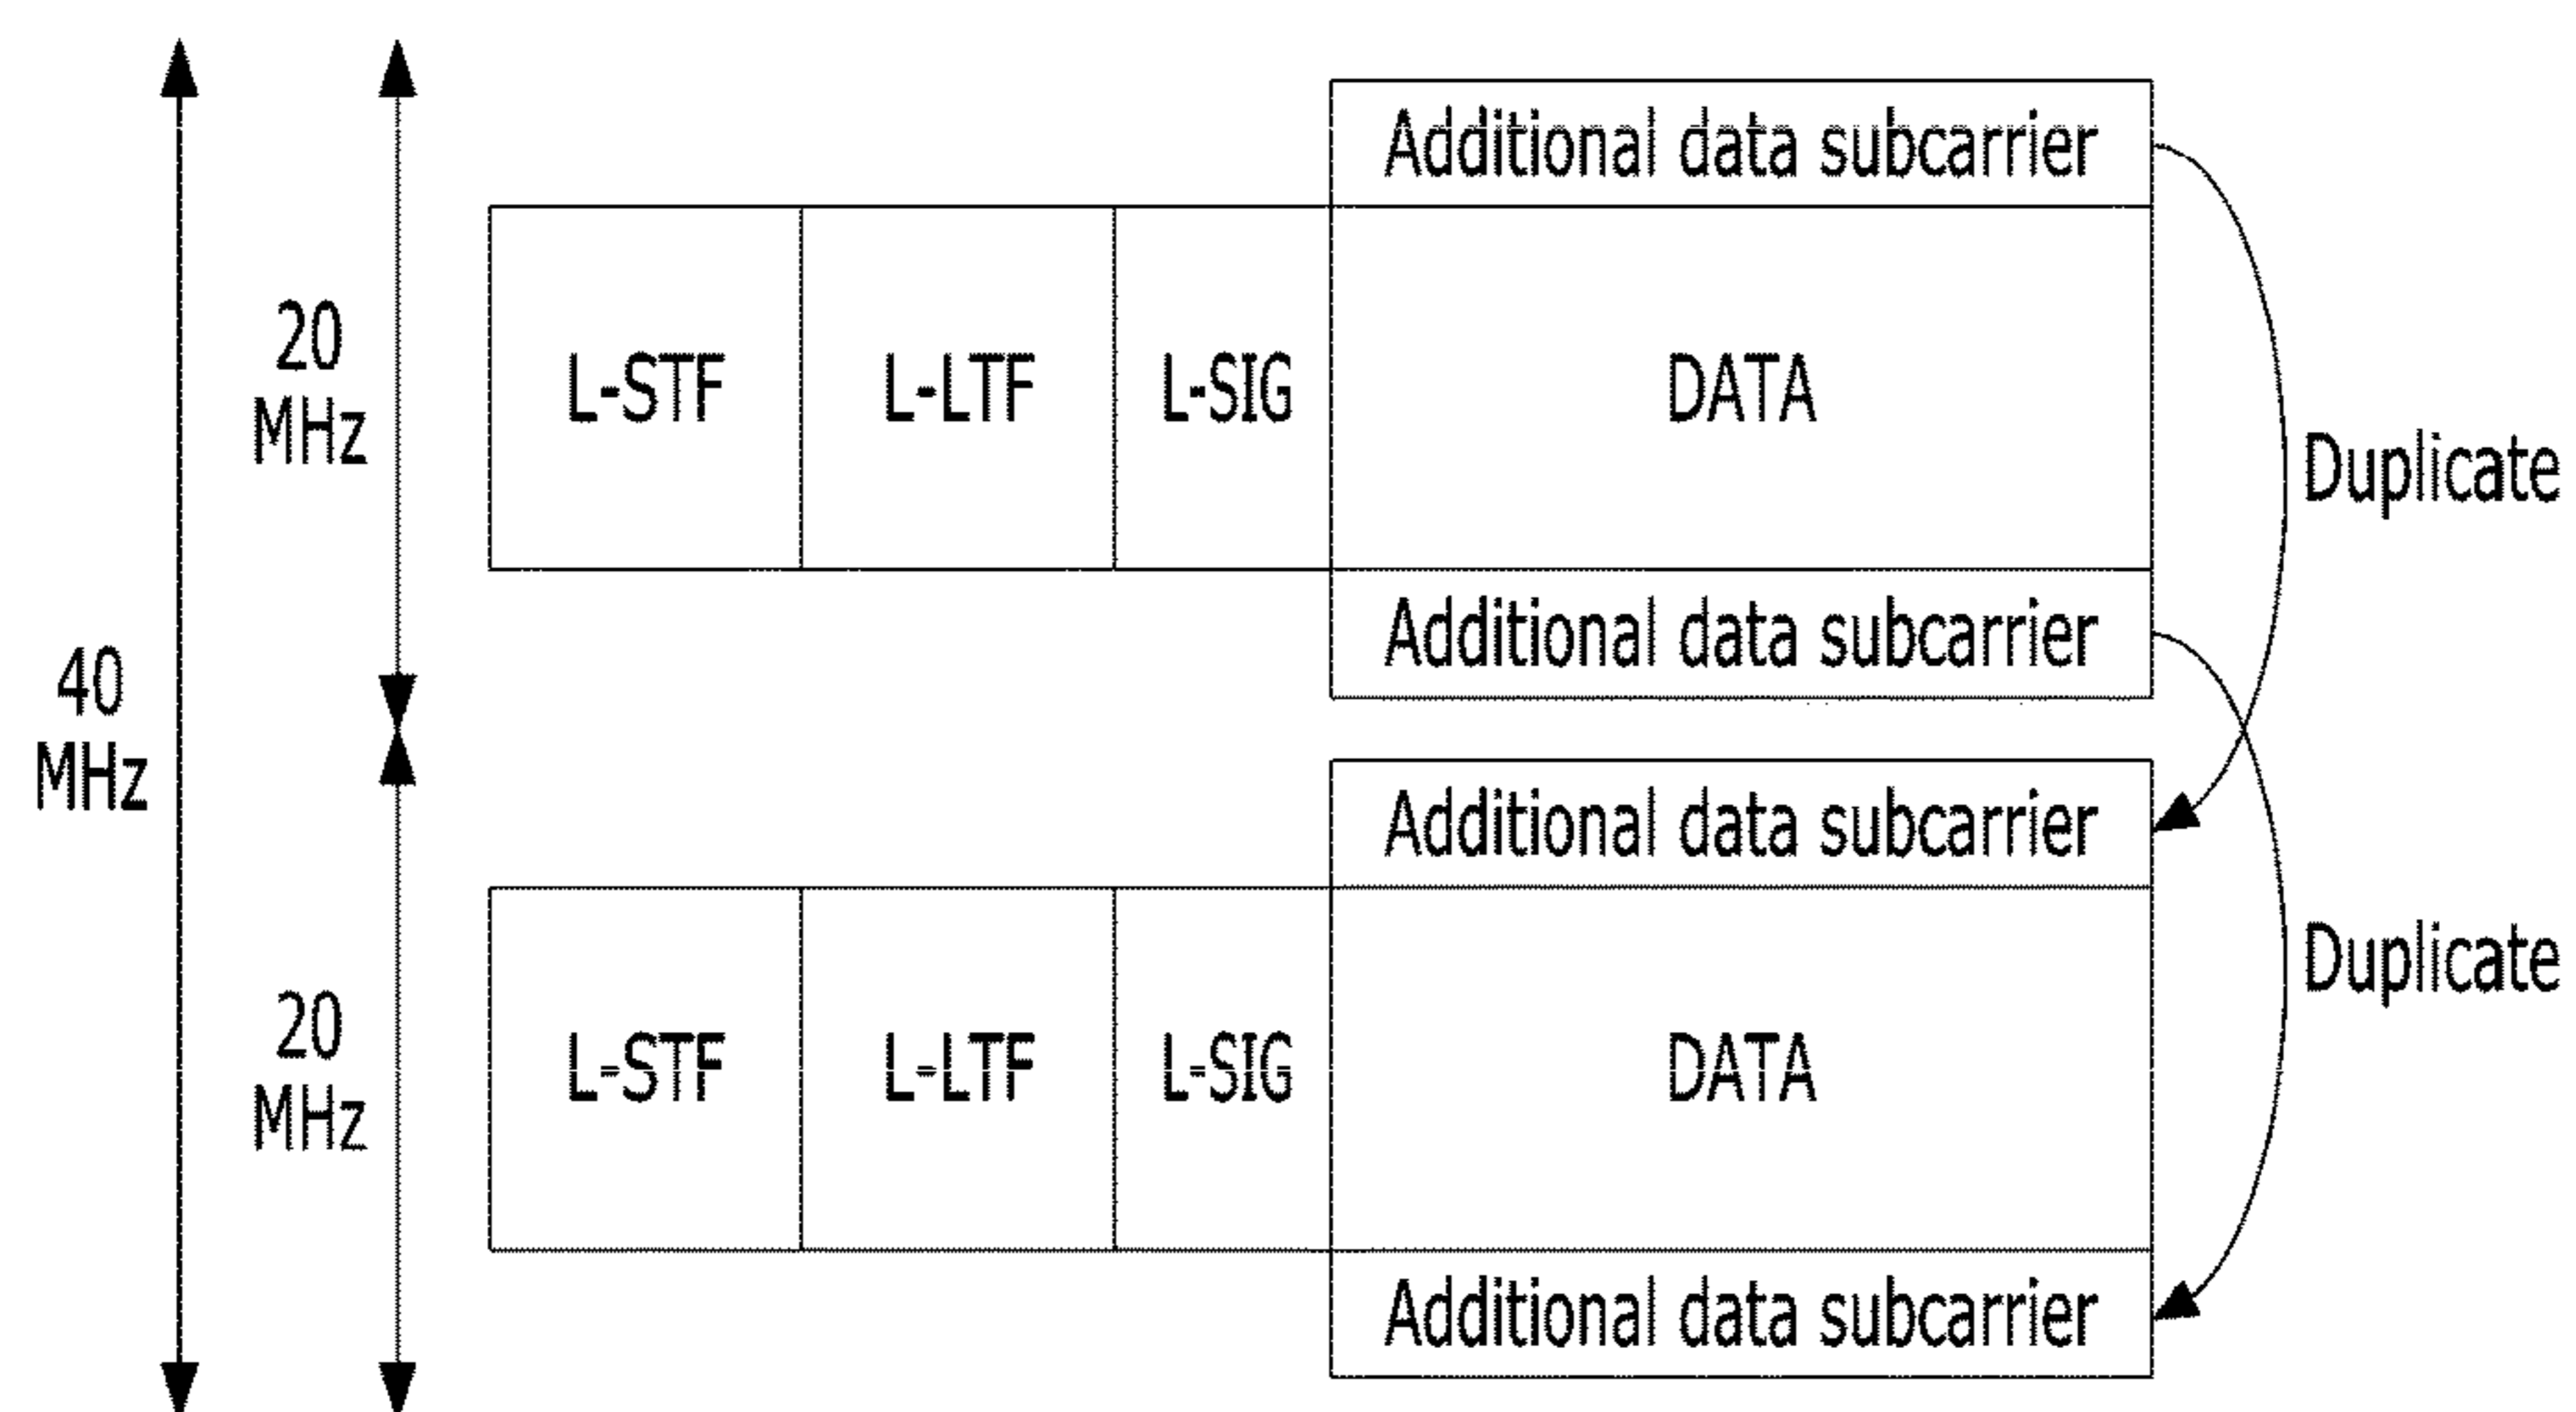 Additional data subcarrier
20
MHz
L-STF
L-LTF
L-SIG
DATA
Duplicate
Additional data subcarrier
40
MHz
Additional data subcarrier
20
MHz
L-STF
L-LTF
L-SIG
DATA
Duplicate
Additional data subcarrier